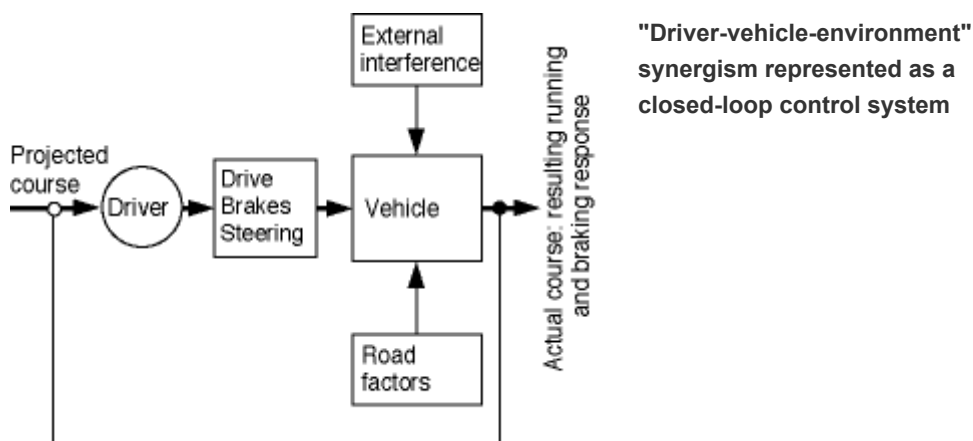 External
interference
"Driver-vehicle-environment"
synergism represented as a
closed-loop control system
Projected
course
Driver
Drive
Brakes
Steering
Vehicle
Actual course: resulting running
and braking response
Road
factors